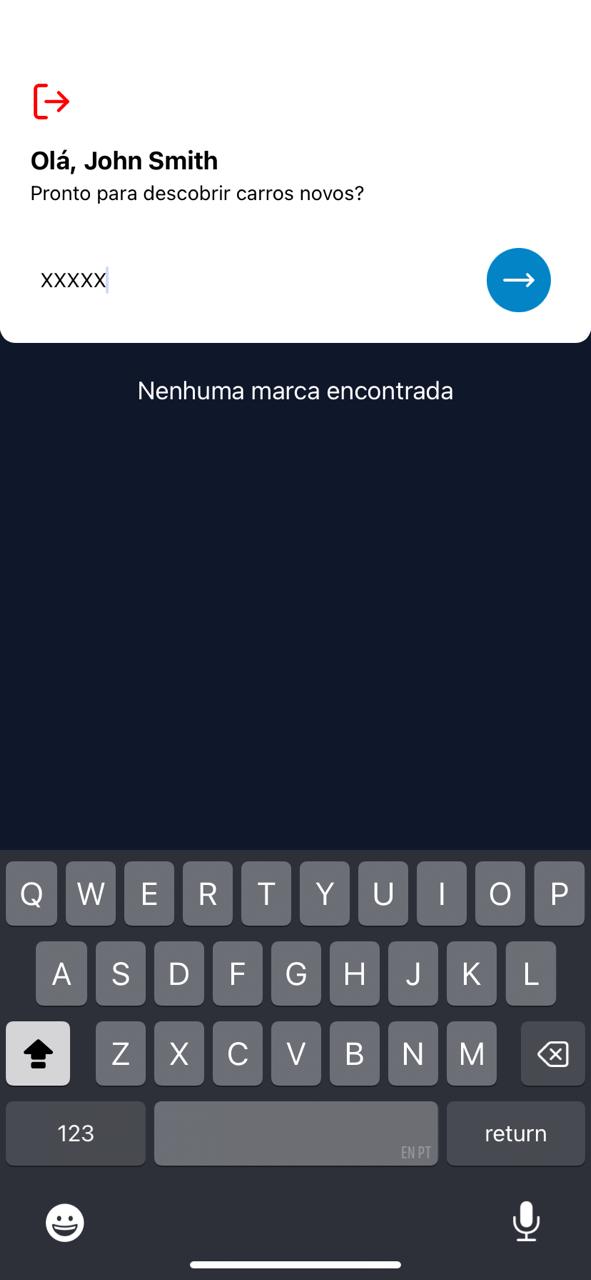 Olá, John Smith
Pronto para descobrir carros novos?
XXXXX
Nenhuma marca encontrada
Q W E R T Y U I O P
A S D F G H J K L
Z X C V B N M
123 return
EN PT